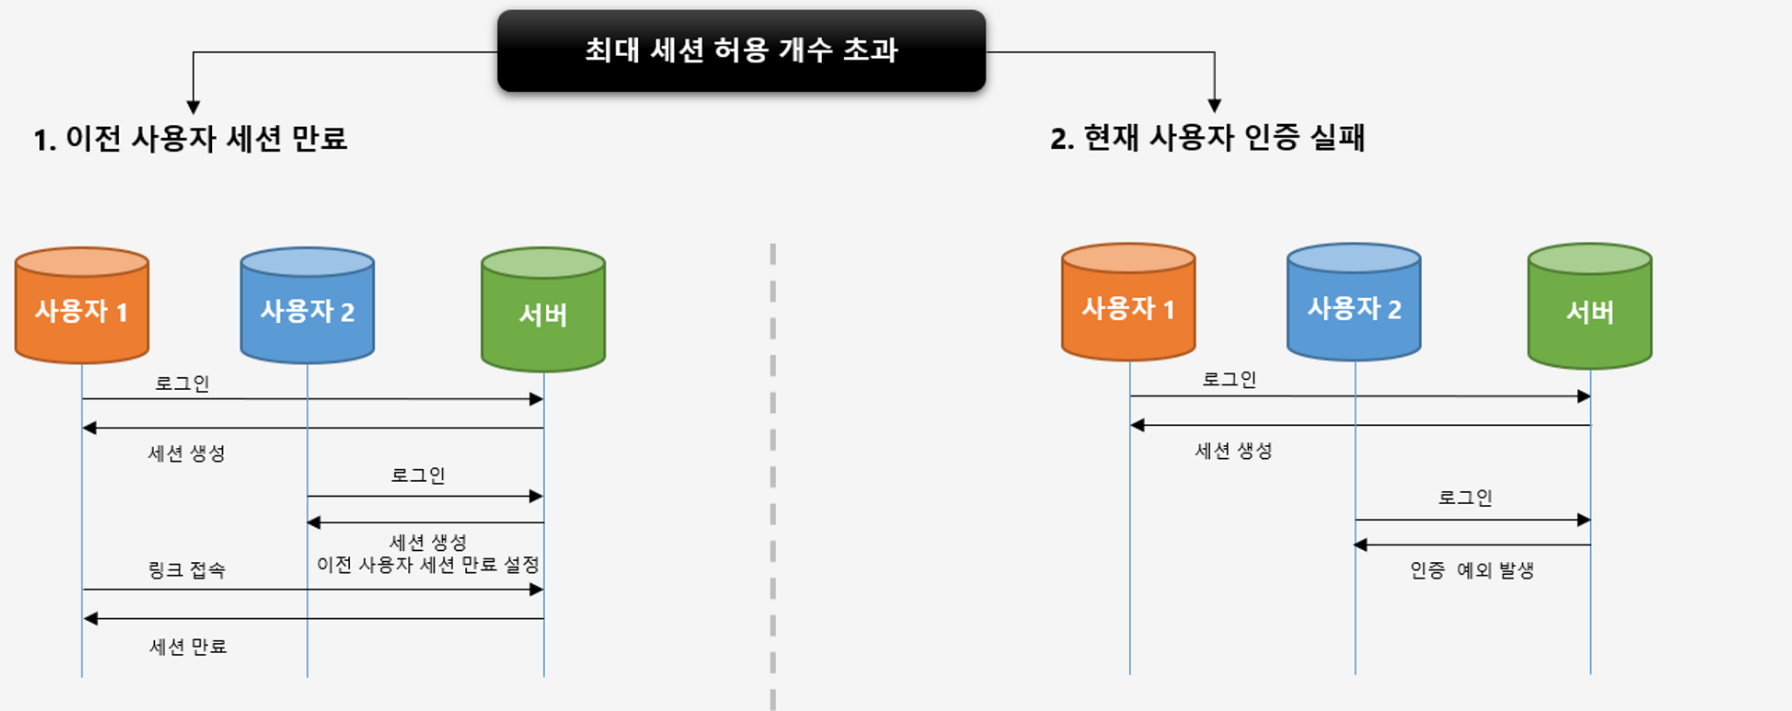 최대 세션 허용 개수 초과
1. 이전 사용자 세션 만료
사용자 1
사용자 2
서버
로그인
세션 생성
로그인
세션 생성
이전 사용자 세션 만료 설정
링크 접속
세션 만료
2. 현재 사용자 인증 실패
사용자 1
사용자 2
서버
로그인
세션 생성
로그인
인증 예외 발생